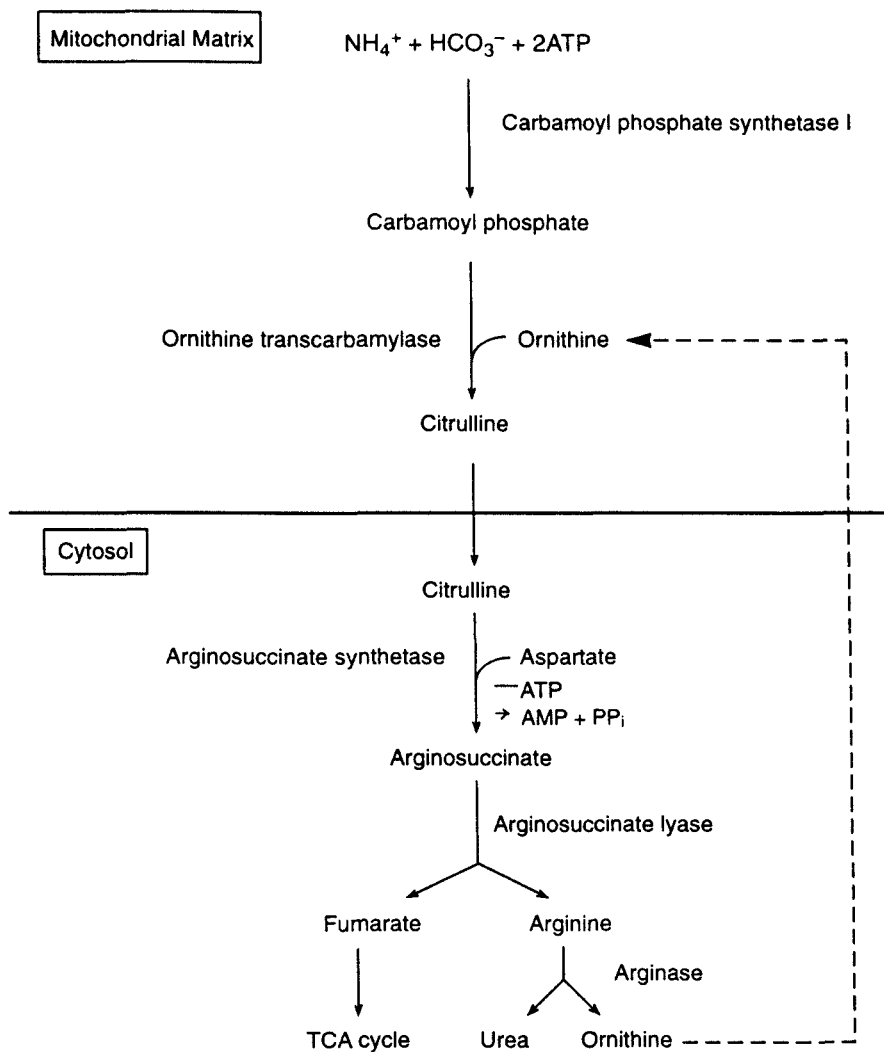 Mitochondrial Matrix
NH₄⁺ + HCO₃⁻ + 2ATP
Carbamoyl phosphate synthetase I
Carbamoyl phosphate
Ornithine transcarbamylase
Ornithine
Citrulline
Cytosol
Citrulline
Arginosuccinate synthetase
Aspartate
ATP
AMP + PPᵢ
Arginosuccinate
Arginosuccinate lyase
Fumarate
Arginine
Arginase
TCA cycle
Urea
Ornithine